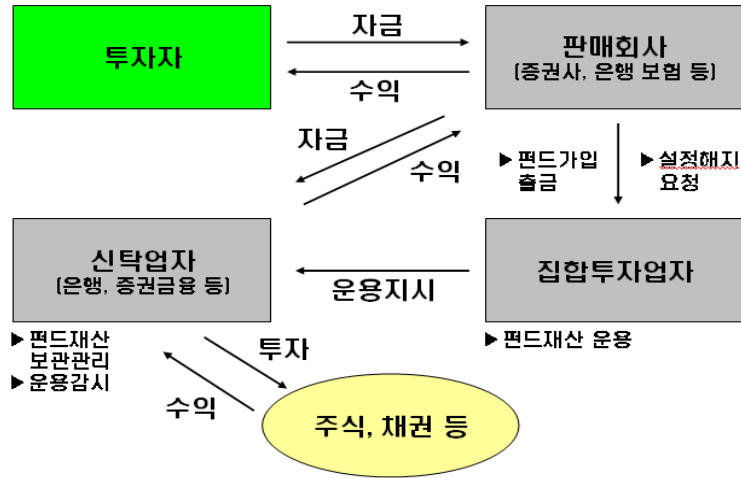 자금
투자자
판매회사
(증권사, 은행 보험 등)
수익
자금
수익
▶ 펀드가입
출금
▶ 설정해지
요청
신탁업자
(은행, 증권금융 등)
집합투자업자
운용지시
▶ 펀드재산
보관관리
▶ 운용감시
▶ 펀드재산 운용
투자
수익
주식, 채권 등